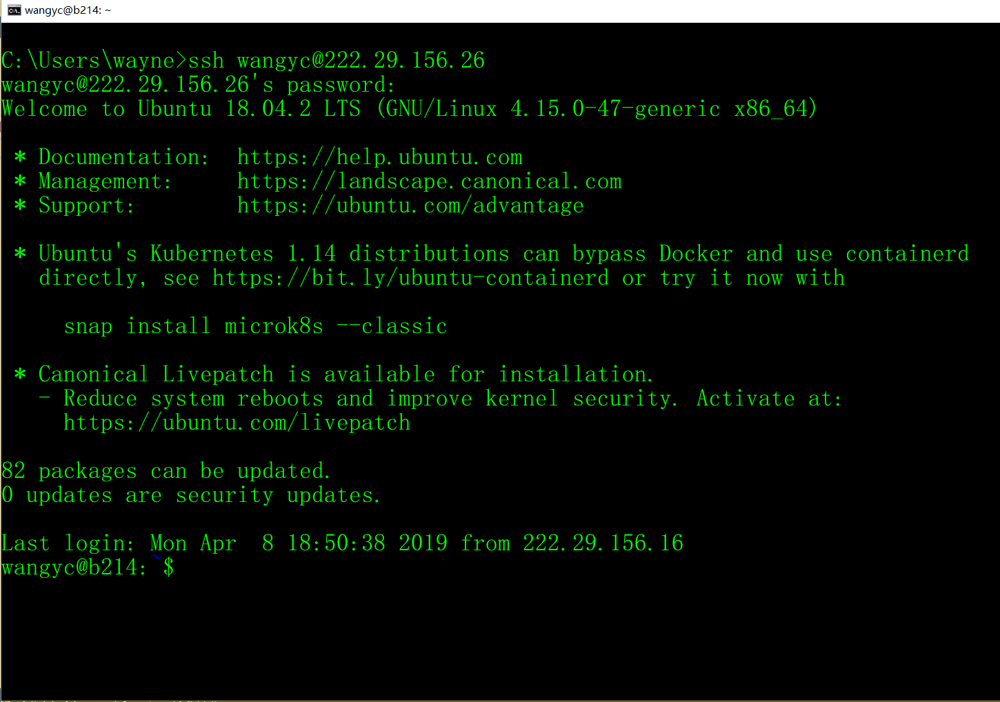 wangyc@b214: ~
C:\Users\wayne>ssh wangyc@222.29.156.26
wangyc@222.29.156.26's password:
Welcome to Ubuntu 18.04.2 LTS (GNU/Linux 4.15.0-47-generic x86_64)
* Documentation:  https://help.ubuntu.com
* Management:     https://landscape.canonical.com
* Support:        https://ubuntu.com/advantage
* Ubuntu's Kubernetes 1.14 distributions can bypass Docker and use containerd
directly, see https://bit.ly/ubuntu-containerd or try it now with
snap install microk8s --classic
* Canonical Livepatch is available for installation.
- Reduce system reboots and improve kernel security. Activate at:
https://ubuntu.com/livepatch
82 packages can be updated.
0 updates are security updates.
Last login: Mon Apr  8 18:50:38 2019 from 222.29.156.16
wangyc@b214:~$